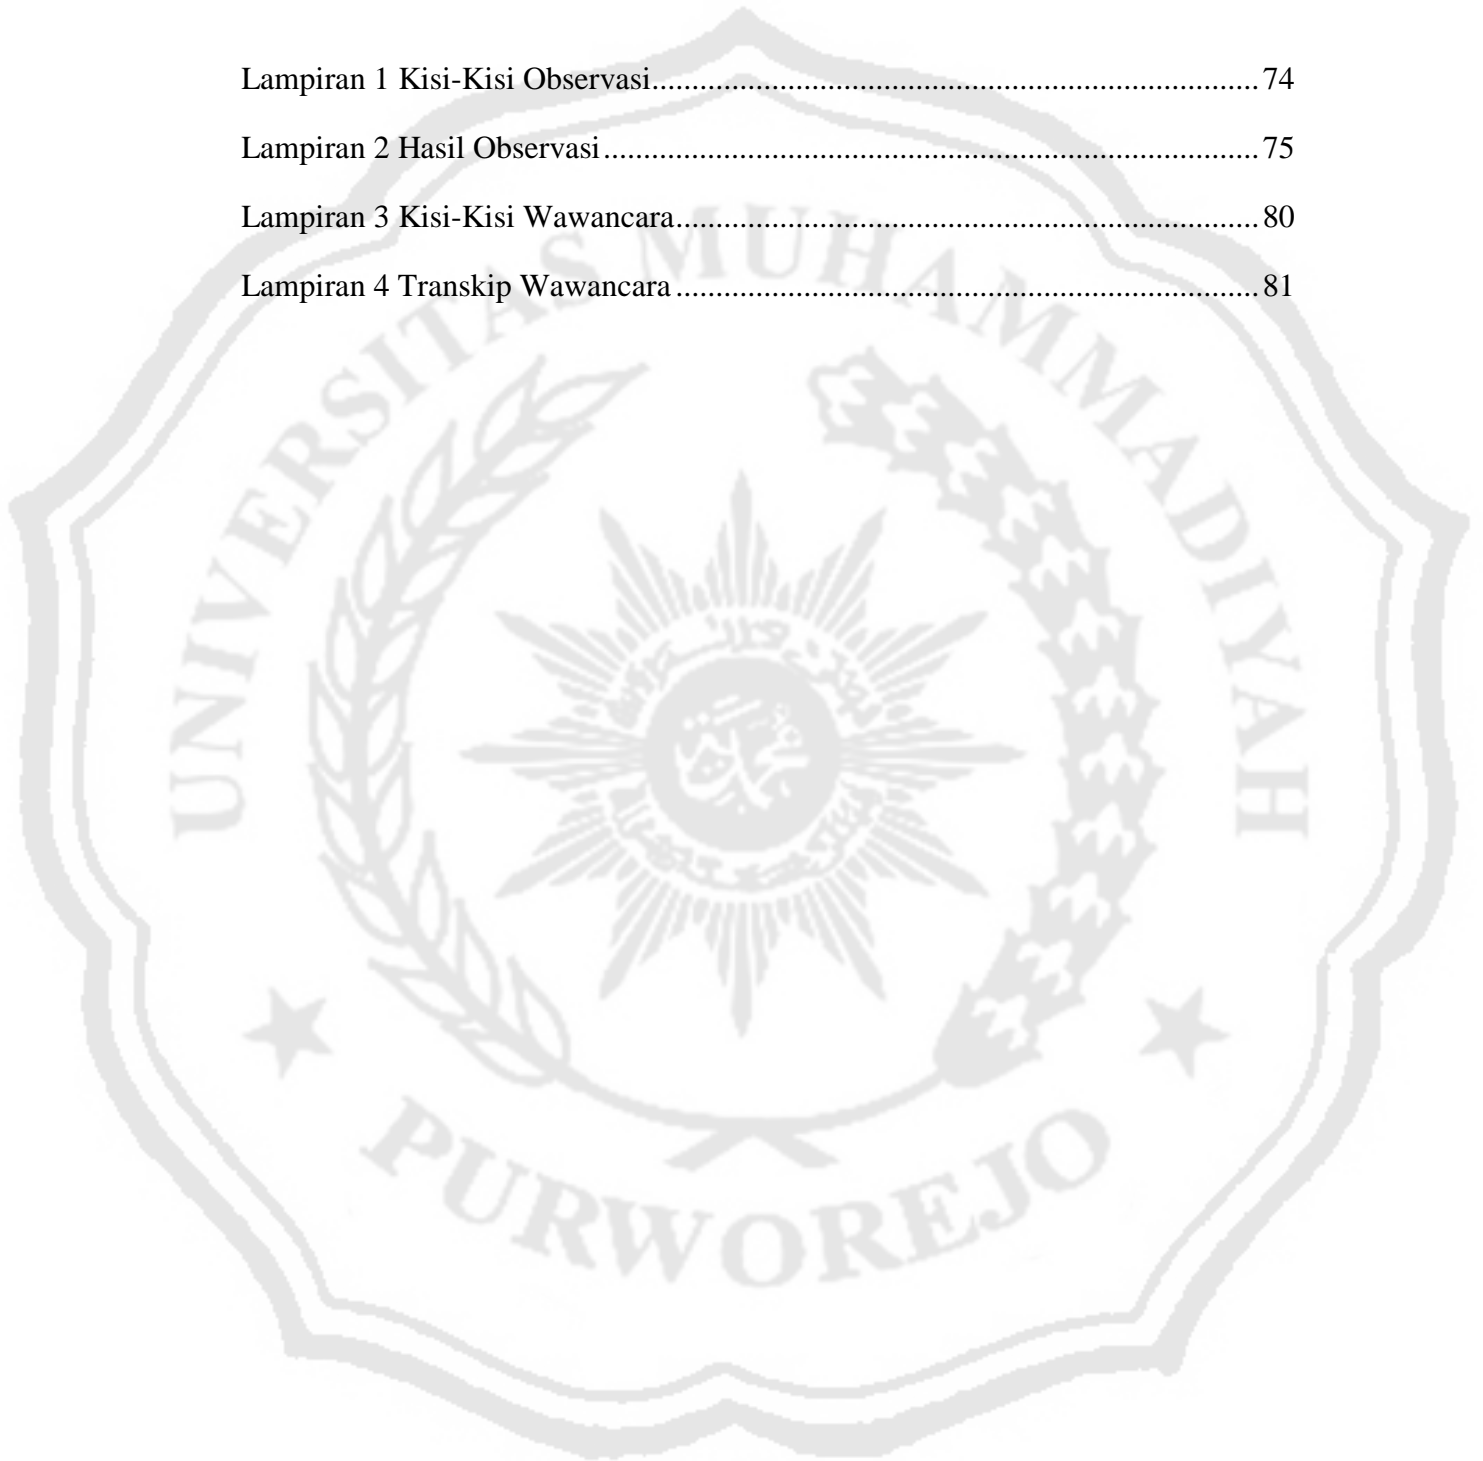 Lampiran 1 Kisi-Kisi Observasi........................................................................... 74
Lampiran 2 Hasil Observasi................................................................................. 75
Lampiran 3 Kisi-Kisi Wawancara........................................................................ 80
Lampiran 4 Transkip Wawancara........................................................................ 81
UNIVERSITAS MUHAMMADIYAH
PURWOREJO